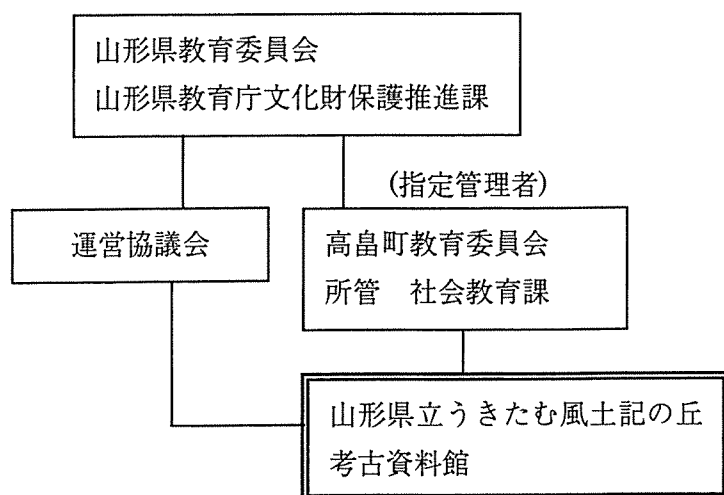 山形県教育委員会
山形県教育庁文化財保護推進課
(指定管理者)
運営協議会
高畠町教育委員会
所管　社会教育課
山形県立うきたむ風土記の丘
考古資料館